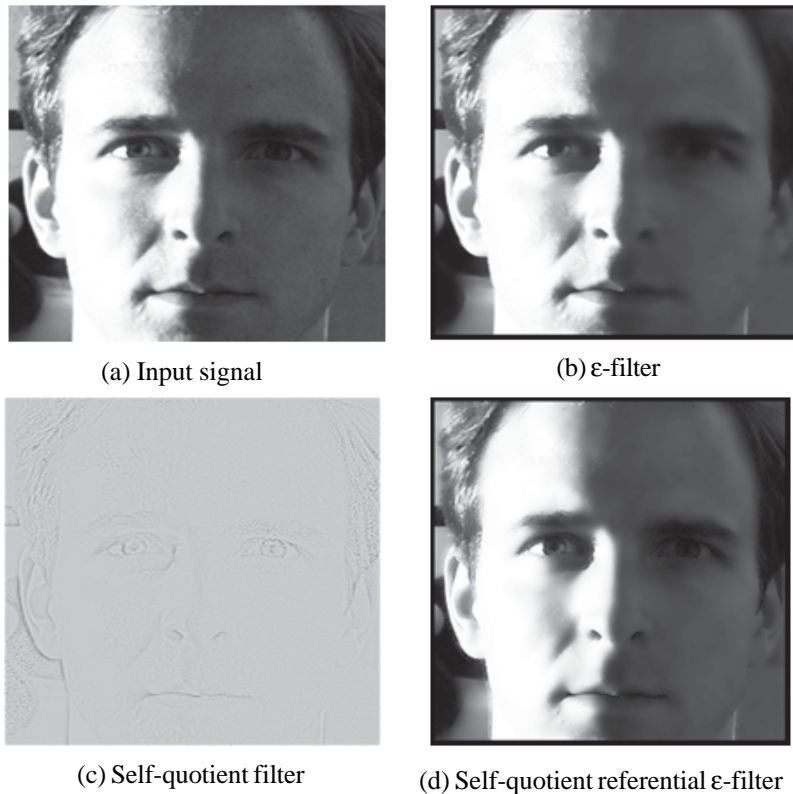 (a) Input signal
(b) ε-filter
(c) Self-quotient filter
(d) Self-quotient referential ε-filter